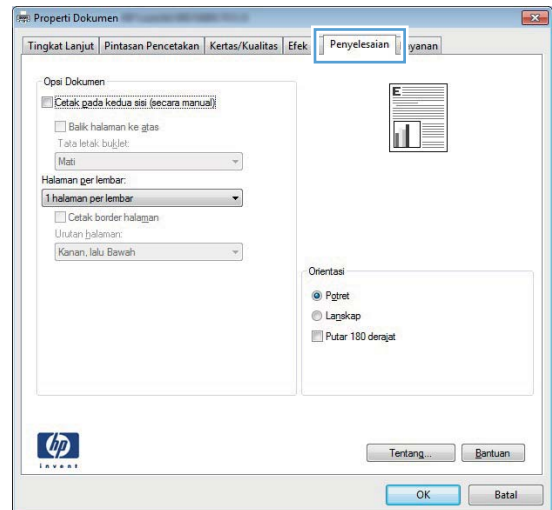 Properti Dokumen
Tingkat Lanjut Pintasan Pencetakan Kertas/Kualitas Efek Penyelesaian yanan
Opsi Dokumen
Cetak pada kedua sisi (secara manual)
Balik halaman ke atas
Tata letak buklet:
Mati
Halaman per lembar:
1 halaman per lembar
Cetak border halaman
Urutan halaman:
Kanan, lalu Bawah
E
Orientasi
Potret
Lanskap
Putar 180 derajat
hp
invent
Tentang... Bantuan
OK Batal